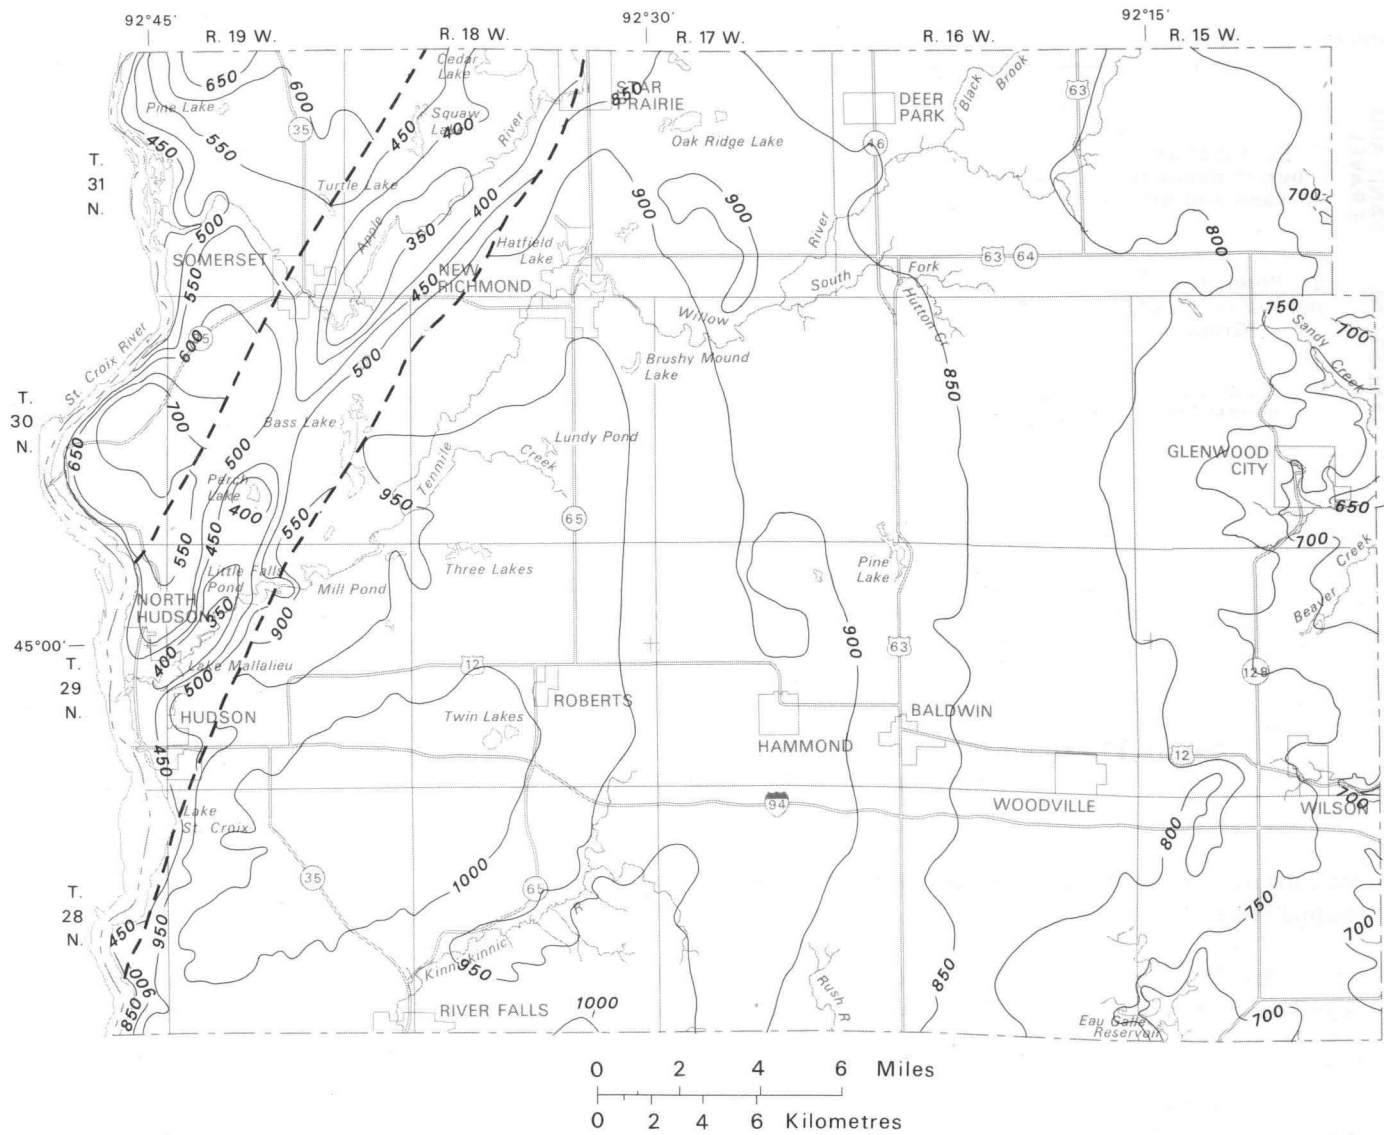 92°45'
92°30'
92°15'
R. 19 W.
R. 18 W.
R. 17 W.
R. 16 W.
R. 15 W.
T.
31
N.
T.
30
N.
45°00'
T.
29
N.
T.
28
N.
650
600
Cedar
Lake
STAR
PRAIRIE
850
Black
Brook
63
DEER
PARK
Pine Lake
35
450
Squaw
Lake
400
River
Oak Ridge Lake
46
450
550
Turtle Lake
400
900
900
700
500
Apple
350
Hatfield
Lake
River
800
SOMERSET
550
NEW
RICHMOND
450
South
Fork
63
64
Hutton Cr
750
Sandy
Creek
700
St. Croix River
600
Willow
500
Brushy Mound
Lake
850
700
Bass Lake
Lundy Pond
500
Tenmile
Creek
650
GLENWOOD
CITY
Perch
Lake
400
950
550
65
650
700
550
450
Little Falls
Pond
Mill Pond
Three Lakes
Pine
Lake
Creek
Beaver
NORTH
HUDSON
350
900
900
63
400
Lake Mallalieu
12
128
500
ROBERTS
HUDSON
Twin Lakes
HAMMOND
BALDWIN
450
12
WOODVILLE
WILSON
700
94
Lake
St. Croix
800
35
1000
65
750
450
950
Kinnickinnic
R
950
850
700
900
850
RIVER FALLS
1000
Rush R
Eau Galle
Reservoir
700
0 2 4 6 Miles
0 2 4 6 Kilometres